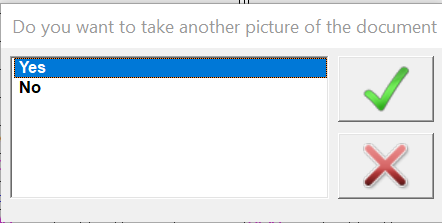 Do you want to take another picture of the document
Yes
No